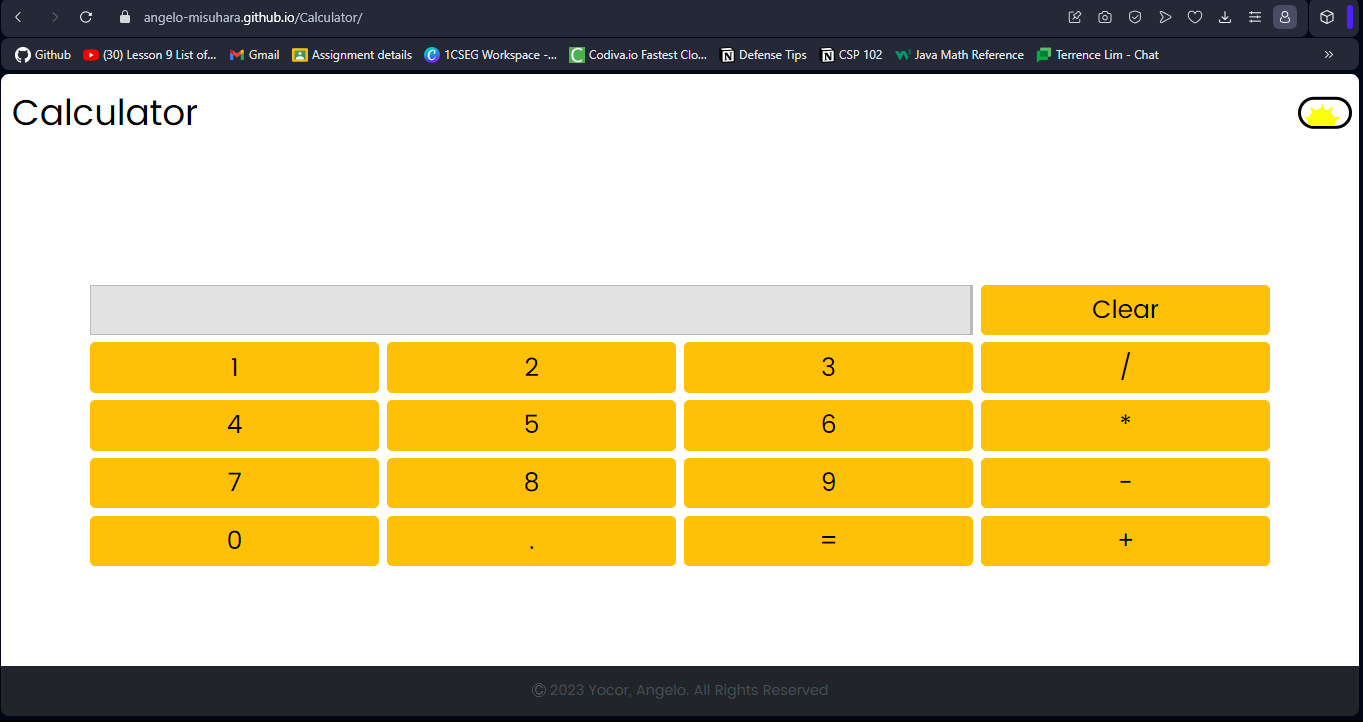 angelo-misuhara.github.io/Calculator/
Github (30) Lesson 9 List of... Gmail Assignment details 1CSEG Workspace -... Codiva.io Fastest Clo... Defense Tips CSP 102 Java Math Reference Terrence Lim - Chat »
Calculator
Clear
1 2 3 /
4 5 6 *
7 8 9 -
0 . = +
© 2023 Yocor, Angelo. All Rights Reserved